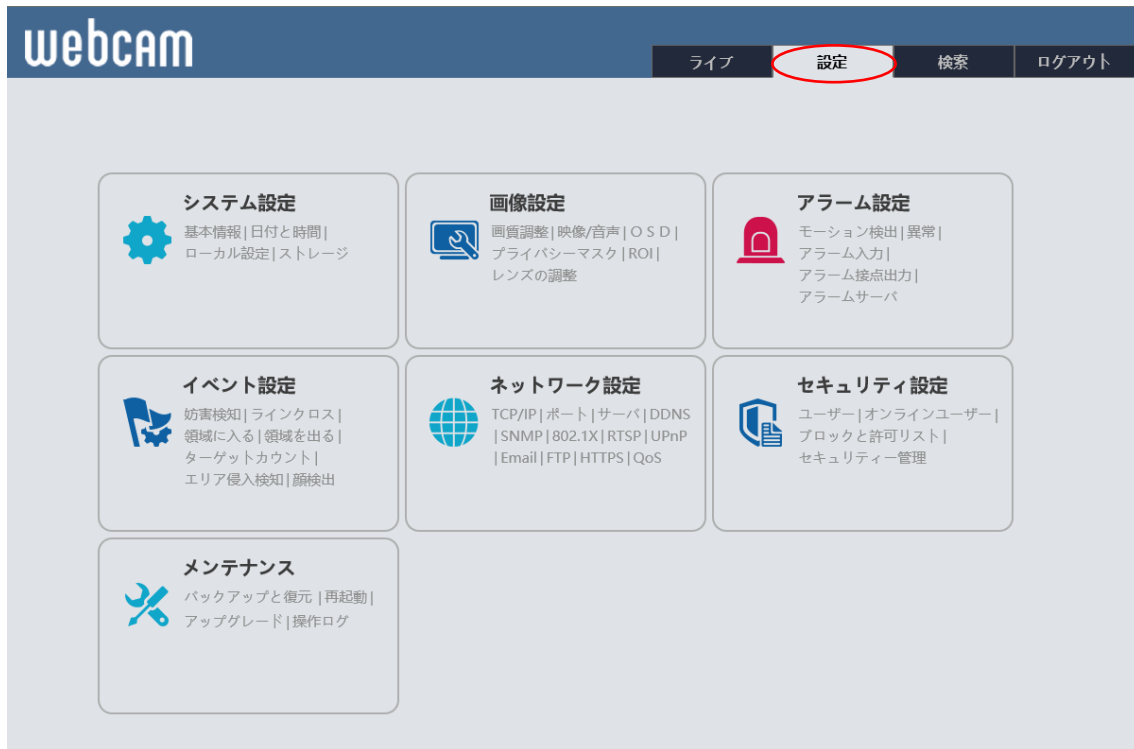 webcam
ライブ
設定
検索
ログアウト
システム設定
基本情報|日付と時間|
ローカル設定|ストレージ
画像設定
画質調整|映像/音声|ＯＳＤ|
プライバシーマスク|ROI|
レンズの調整
アラーム設定
モーション検出|異常|
アラーム入力|
アラーム接点出力|
アラームサーバ
イベント設定
妨害検知|ラインクロス|
領域に入る|領域を出る|
ターゲットカウント|
エリア侵入検知|顔検出
ネットワーク設定
TCP/IP|ポート|サーバ|DDNS
|SNMP|802.1X|RTSP|UPnP
|Email|FTP|HTTPS|QoS
セキュリティ設定
ユーザー|オンラインユーザー|
ブロックと許可リスト|
セキュリティー管理
メンテナンス
バックアップと復元 |再起動|
アップグレード|操作ログ